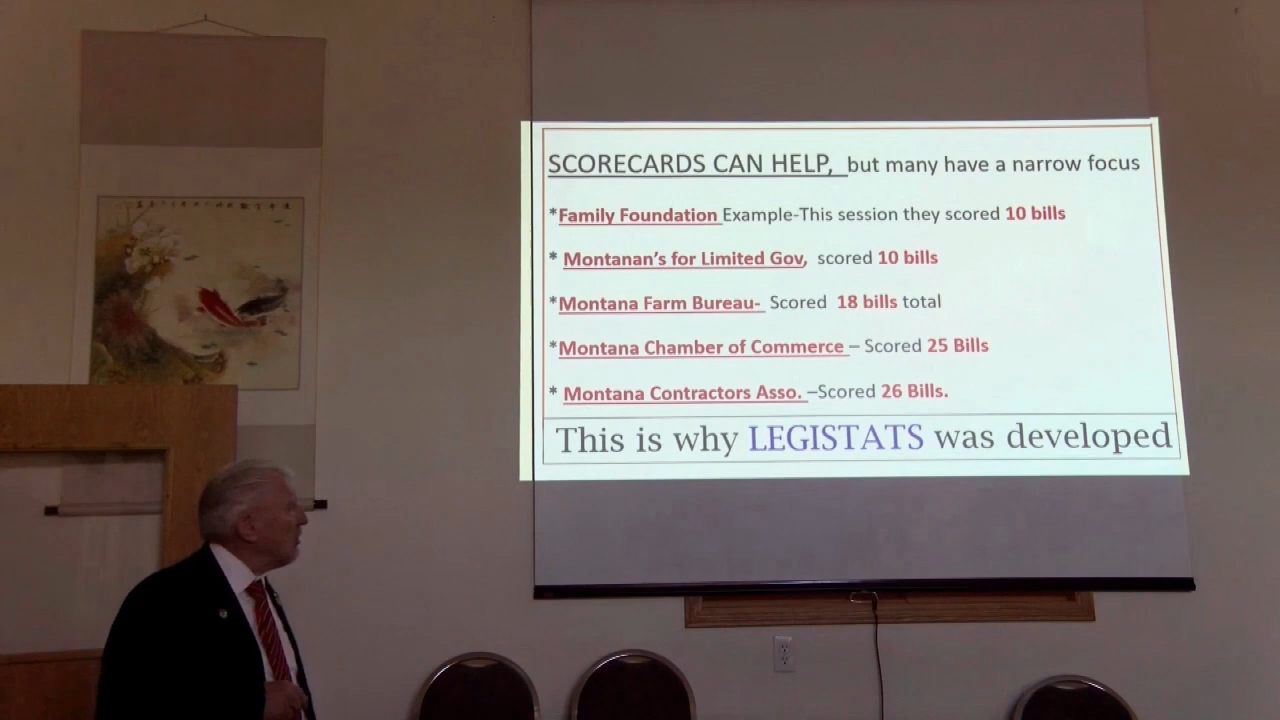 SCORECARDS CAN HELP, but many have a narrow focus
*Family Foundation Example-This session they scored 10 bills
* Montanan's for Limited Gov, scored 10 bills
*Montana Farm Bureau- Scored 18 bills total
*Montana Chamber of Commerce – Scored 25 Bills
* Montana Contractors Asso. –Scored 26 Bills.
This is why LEGISTATS was developed